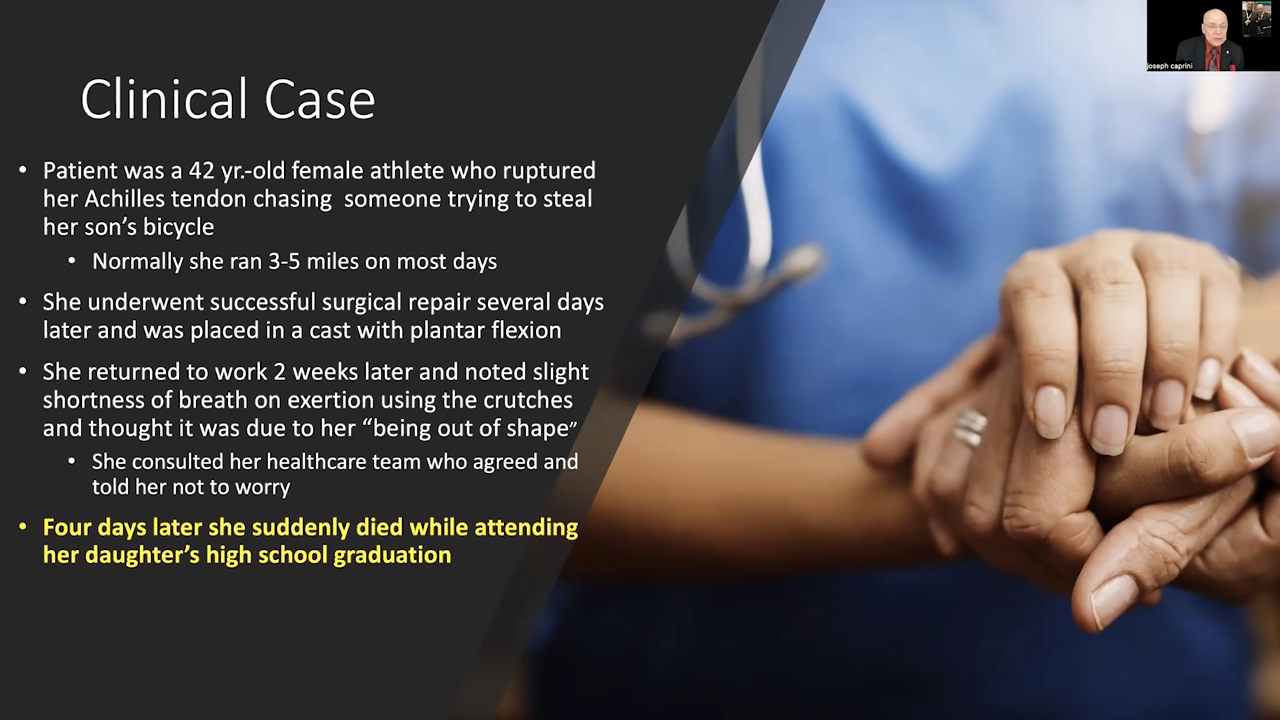 joseph caprini
Clinical Case
• Patient was a 42 yr.-old female athlete who ruptured
her Achilles tendon chasing  someone trying to steal
her son’s bicycle
• Normally she ran 3-5 miles on most days
• She underwent successful surgical repair several days
later and was placed in a cast with plantar flexion
• She returned to work 2 weeks later and noted slight
shortness of breath on exertion using the crutches
and thought it was due to her “being out of shape”
• She consulted her healthcare team who agreed and
told her not to worry
• Four days later she suddenly died while attending
her daughter’s high school graduation